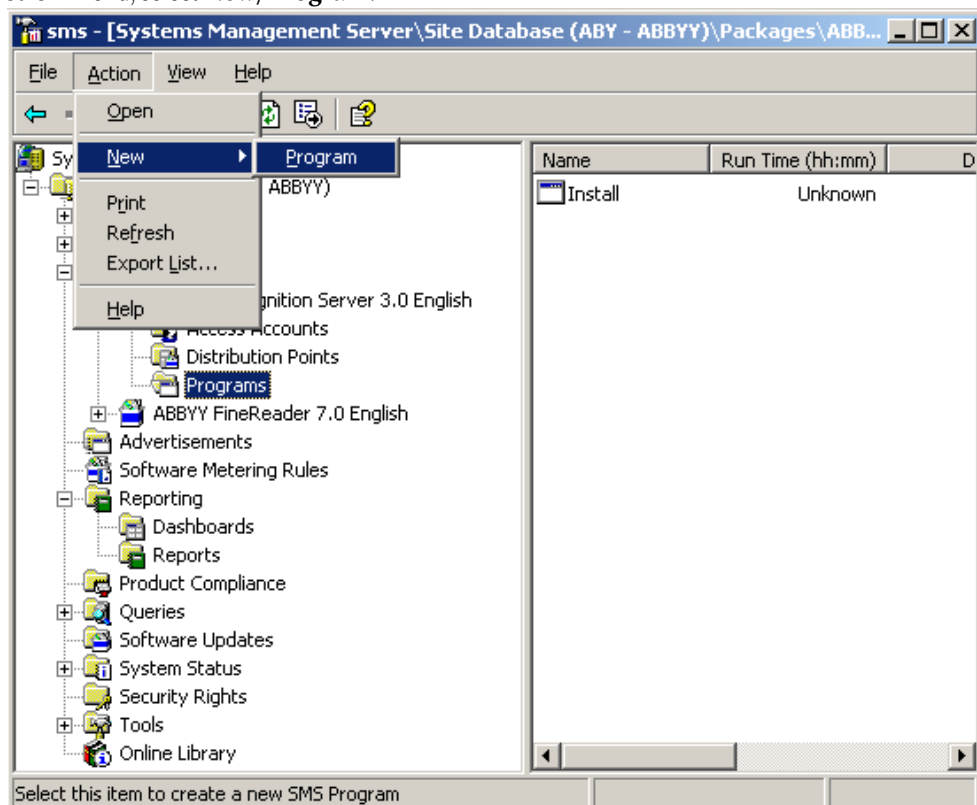 select New/Program.
sms - [Systems Management Server\Site Database (ABY - ABBYY)\Packages\ABB...
File Action View Help
Open
New Program
Print
Refresh
Export List...
Help
Name Run Time (hh:mm) D
Install Unknown
Sy
ABBYY)
gnition Server 3.0 English
Access Accounts
Distribution Points
Programs
ABBYY FineReader 7.0 English
Advertisements
Software Metering Rules
Reporting
Dashboards
Reports
Product Compliance
Queries
Software Updates
System Status
Security Rights
Tools
Online Library
Select this item to create a new SMS Program